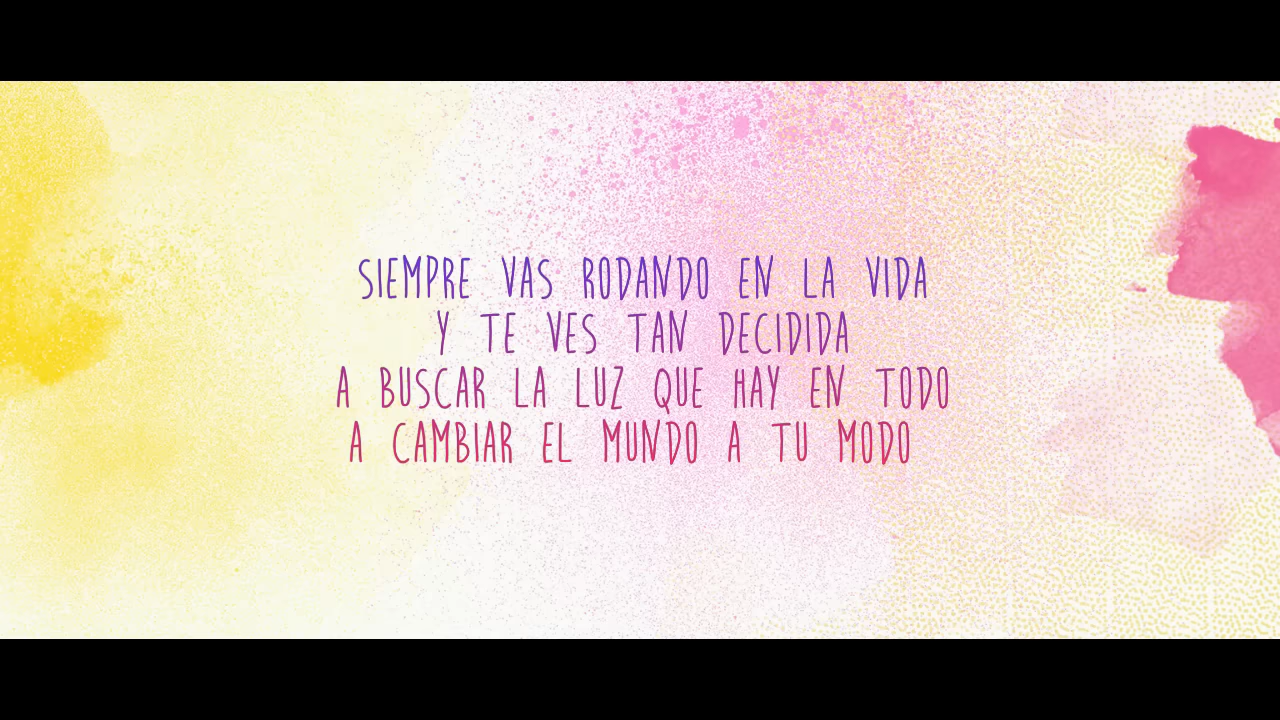 SIEMPRE VAS RODANDO EN LA VIDA
Y TE VES TAN DECIDIDA
A BUSCAR LA LUZ QUE HAY EN TODO
A CAMBIAR EL MUNDO A TU MODO